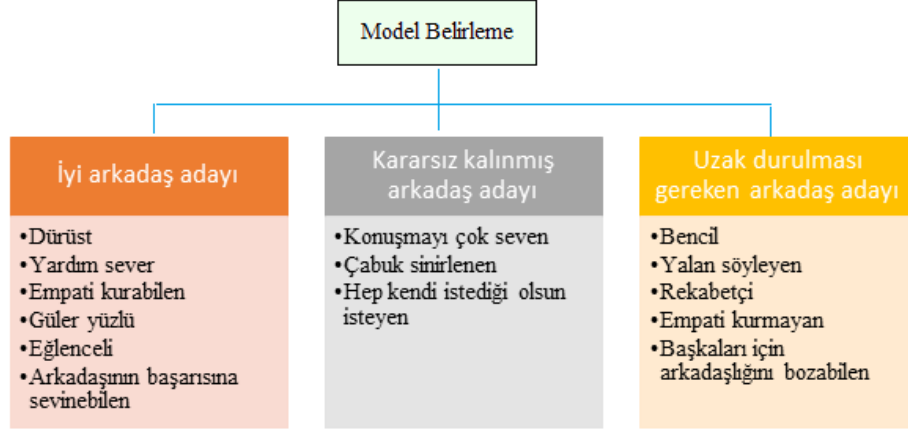 Model Belirleme
İyi arkadaş adayı
•Dürüst
•Yardım sever
•Empati kurabilen
•Güler yüzlü
•Eğlenceli
•Arkadaşının başarısına
sevinebilen
Kararsız kalınmış
arkadaş adayı
•Konuşmayı çok seven
•Çabuk sinirlenen
•Hep kendi istediği olsun
isteyen
Uzak durulması
gereken arkadaş adayı
•Bencil
•Yalan söyleyen
•Rekabetçi
•Empati kurmayan
•Başkaları için
arkadaşlığını bozabilen